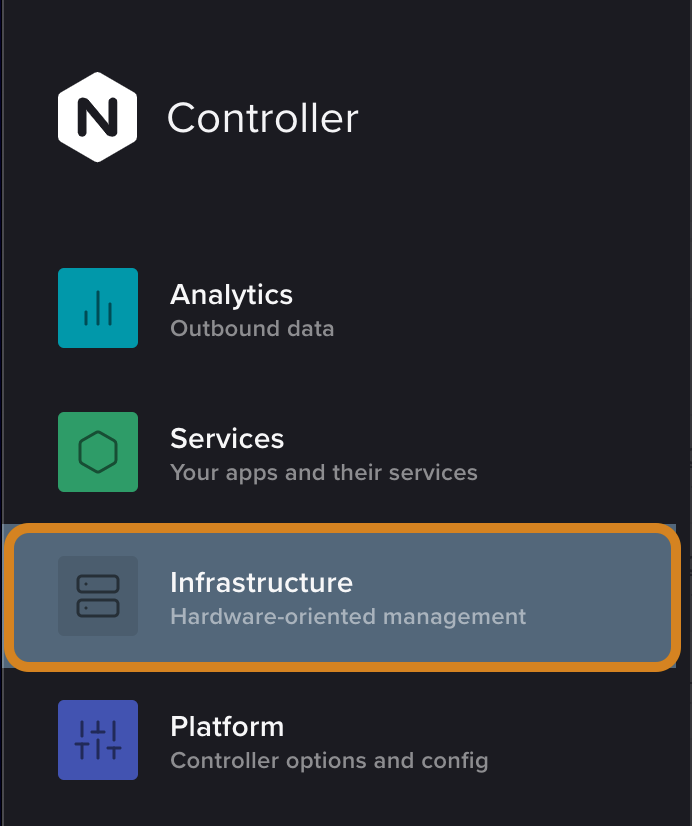 N Controller
Analytics
Outbound data
Services
Your apps and their services
Infrastructure
Hardware-oriented management
Platform
Controller options and config